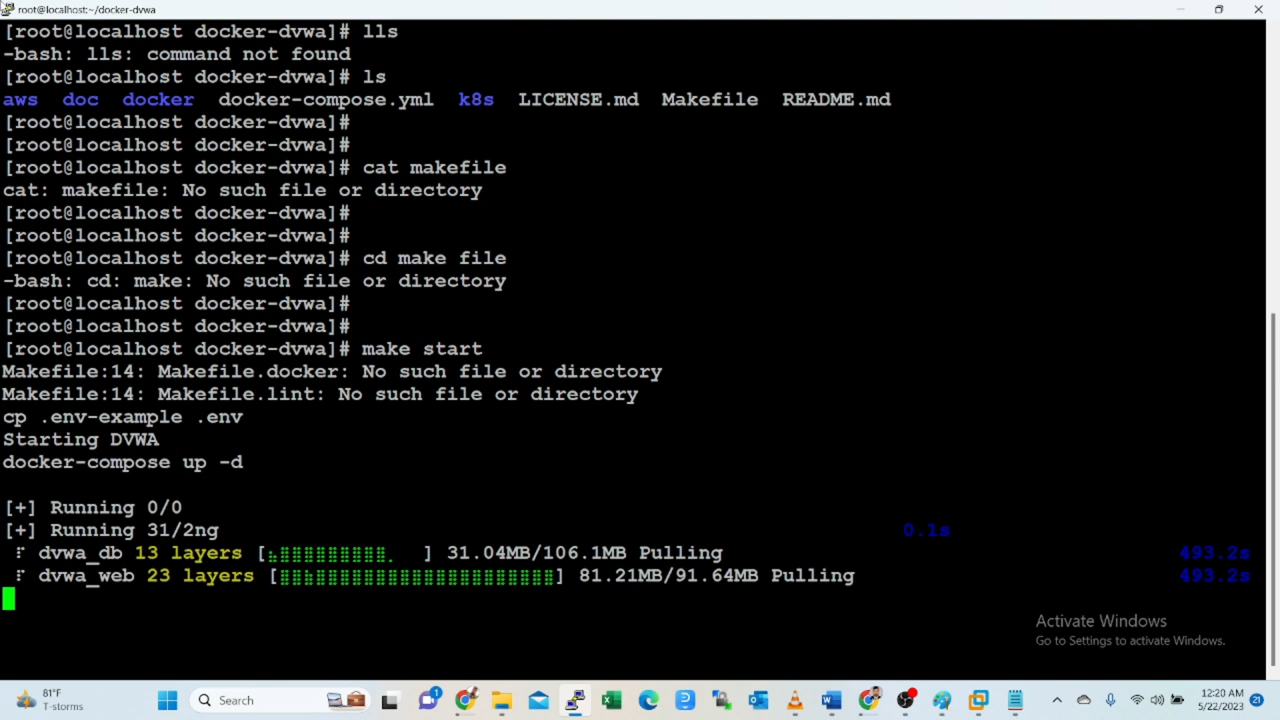 root@localhost:~/docker-dvwa
[root@localhost docker-dvwa]# lls
-bash: lls: command not found
[root@localhost docker-dvwa]# ls
aws doc docker docker-compose.yml k8s LICENSE.md Makefile README.md
[root@localhost docker-dvwa]#
[root@localhost docker-dvwa]#
[root@localhost docker-dvwa]# cat makefile
cat: makefile: No such file or directory
[root@localhost docker-dvwa]#
[root@localhost docker-dvwa]#
[root@localhost docker-dvwa]# cd make file
-bash: cd: make: No such file or directory
[root@localhost docker-dvwa]#
[root@localhost docker-dvwa]#
[root@localhost docker-dvwa]# make start
Makefile:14: Makefile.docker: No such file or directory
Makefile:14: Makefile.lint: No such file or directory
cp .env-example .env
Starting DVWA
docker-compose up -d
[+] Running 0/0
[+] Running 31/2ng 0.1s
dvwa_db 13 layers [⣦⣿⣿⣿⣿⣿⣿⣿⣿⣿⡀  ] 31.04MB/106.1MB Pulling 493.2s
dvwa_web 23 layers [⣿⣿⣷⣿⣿⣿⣿⣿⣿⣿⣿⣿⣿⣿⣿⣿⣿⣿⣿⣿⣿⣿⣿] 81.21MB/91.64MB Pulling 493.2s
Activate Windows
Go to Settings to activate Windows.
81°F
T-storms
Search
1
12:20 AM
5/22/2023
21